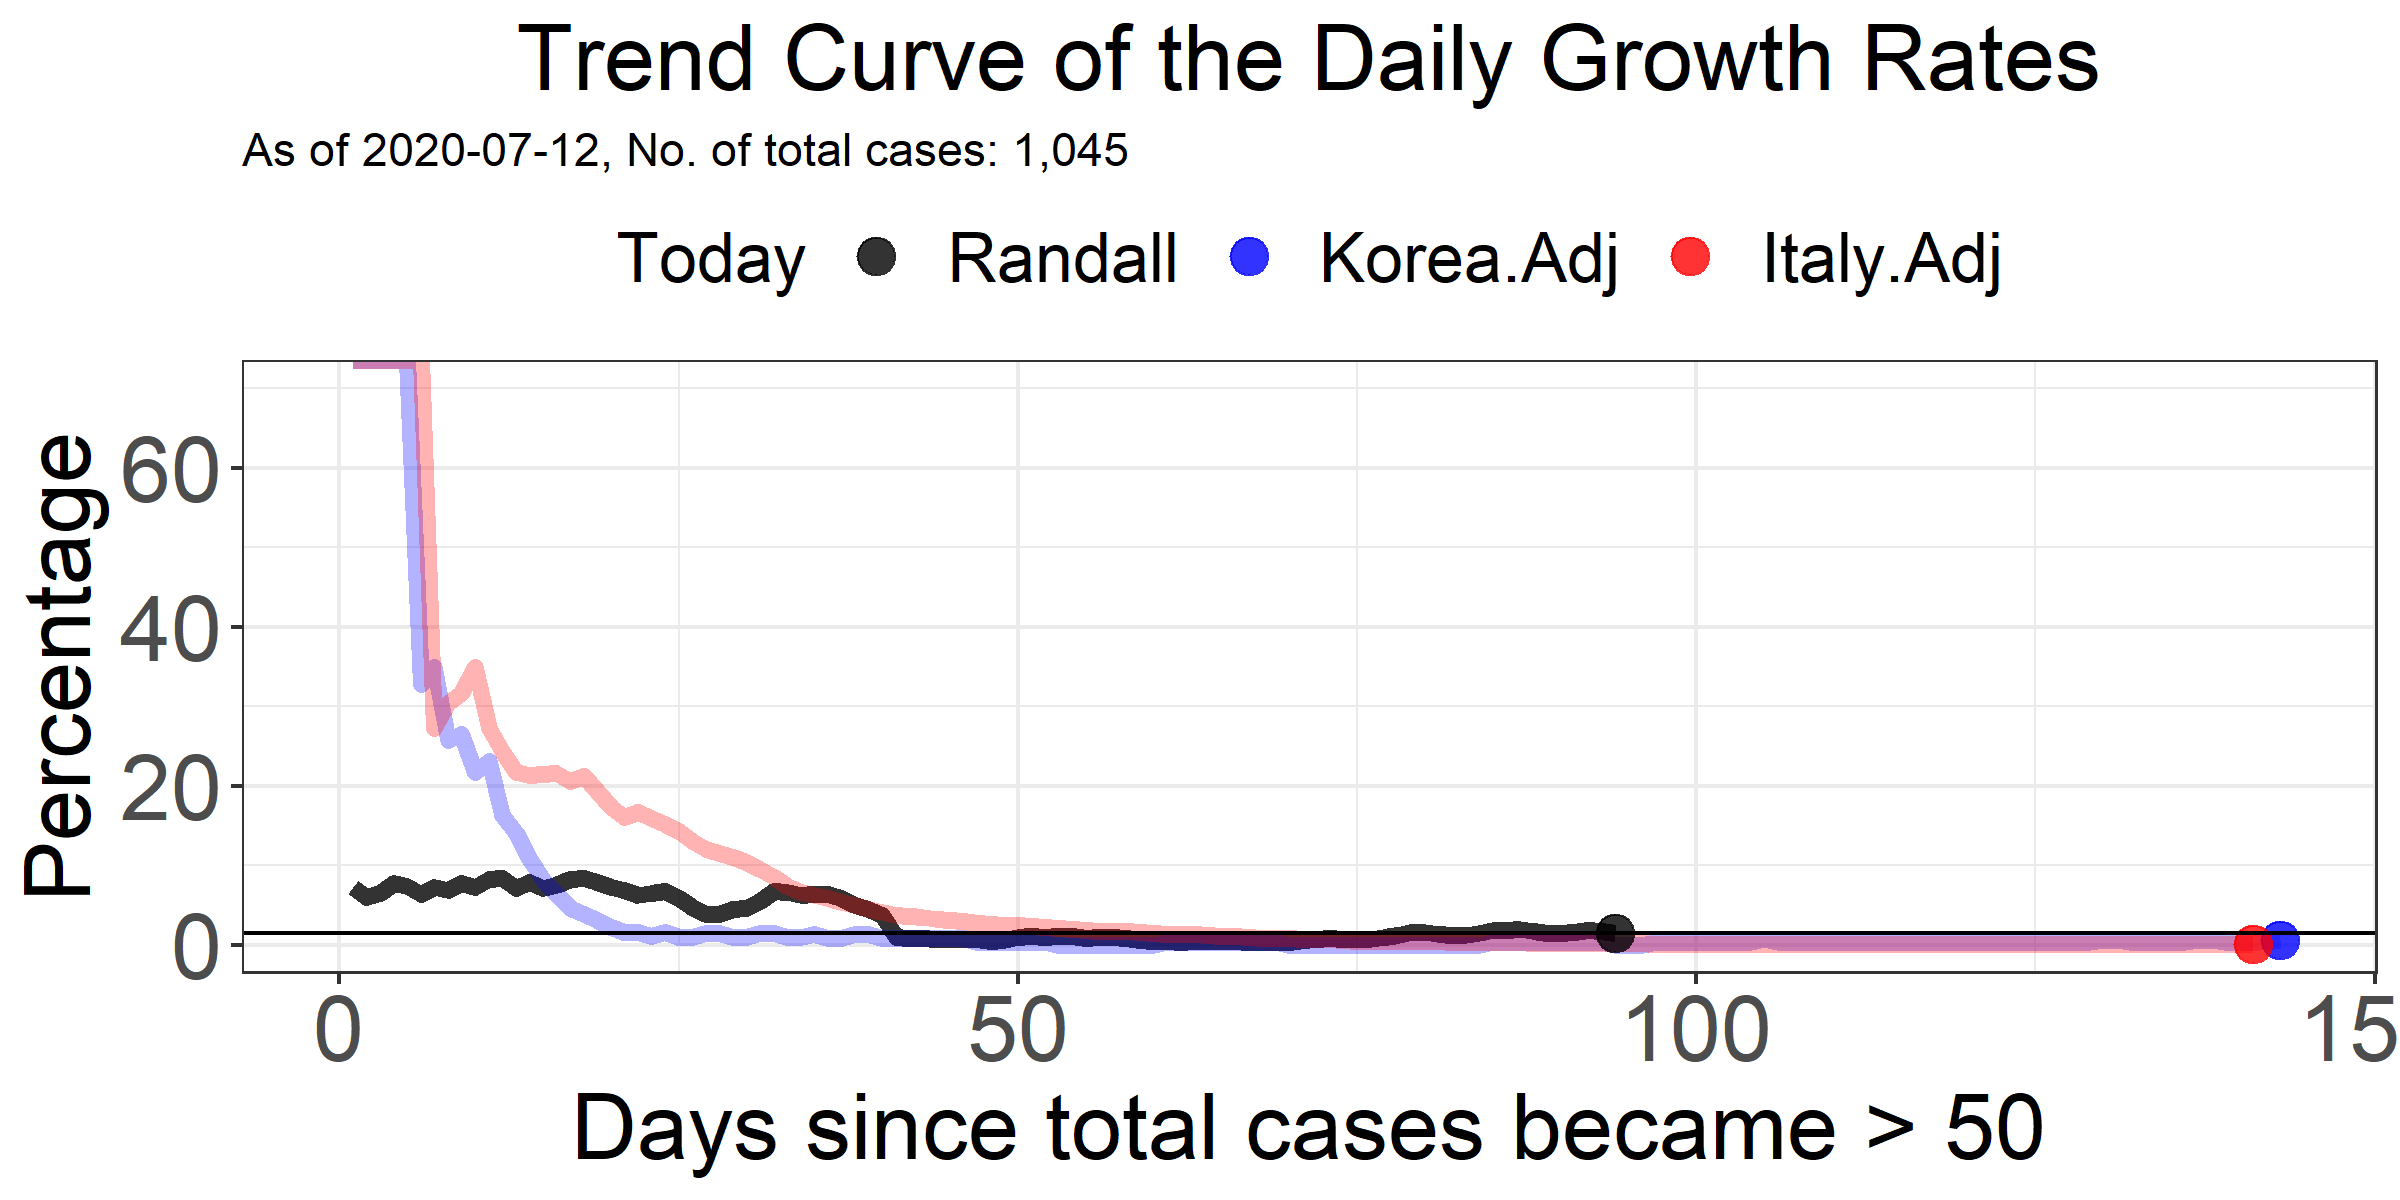 Trend Curve of the Daily Growth Rates
As of 2020-07-12, No. of total cases: 1,045
Today Randall Korea.Adj Italy.Adj
Percentage
60
40
20
0
0 50 100 15
Days since total cases became > 50